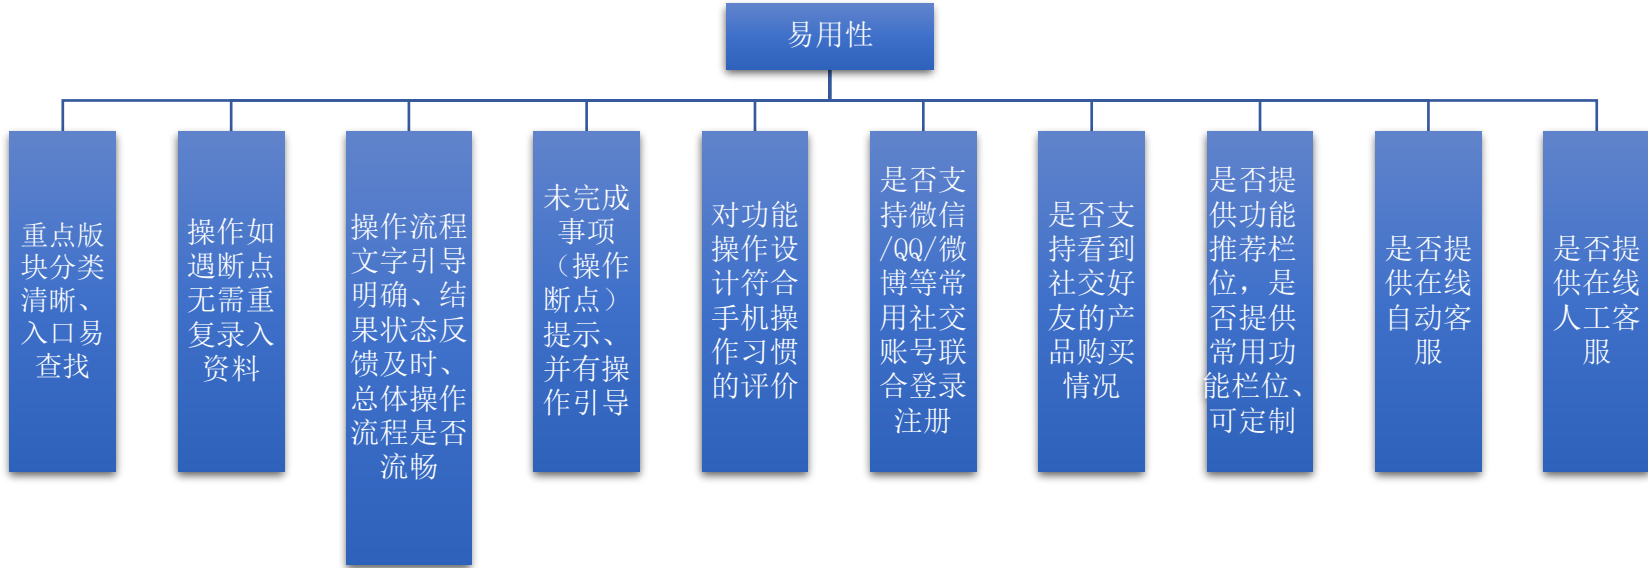 易用性
重点版
块分类
清晰、
入口易
查找
操作如
遇断点
无需重
复录入
资料
操作流程
文字引导
明确、结
果状态反
馈及时、
总体操作
流程是否
流畅
未完成
事项
（操作
断点）
提示、
并有操
作引导
对功能
操作设
计符合
手机操
作习惯
的评价
是否支
持微信
/QQ/微
博等常
用社交
账号联
合登录
注册
是否支
持看到
社交好
友的产
品购买
情况
是否提
供功能
推荐栏
位，是
否提供
常用功
能栏位、
可定制
是否提
供在线
自动客
服
是否提
供在线
人工客
服